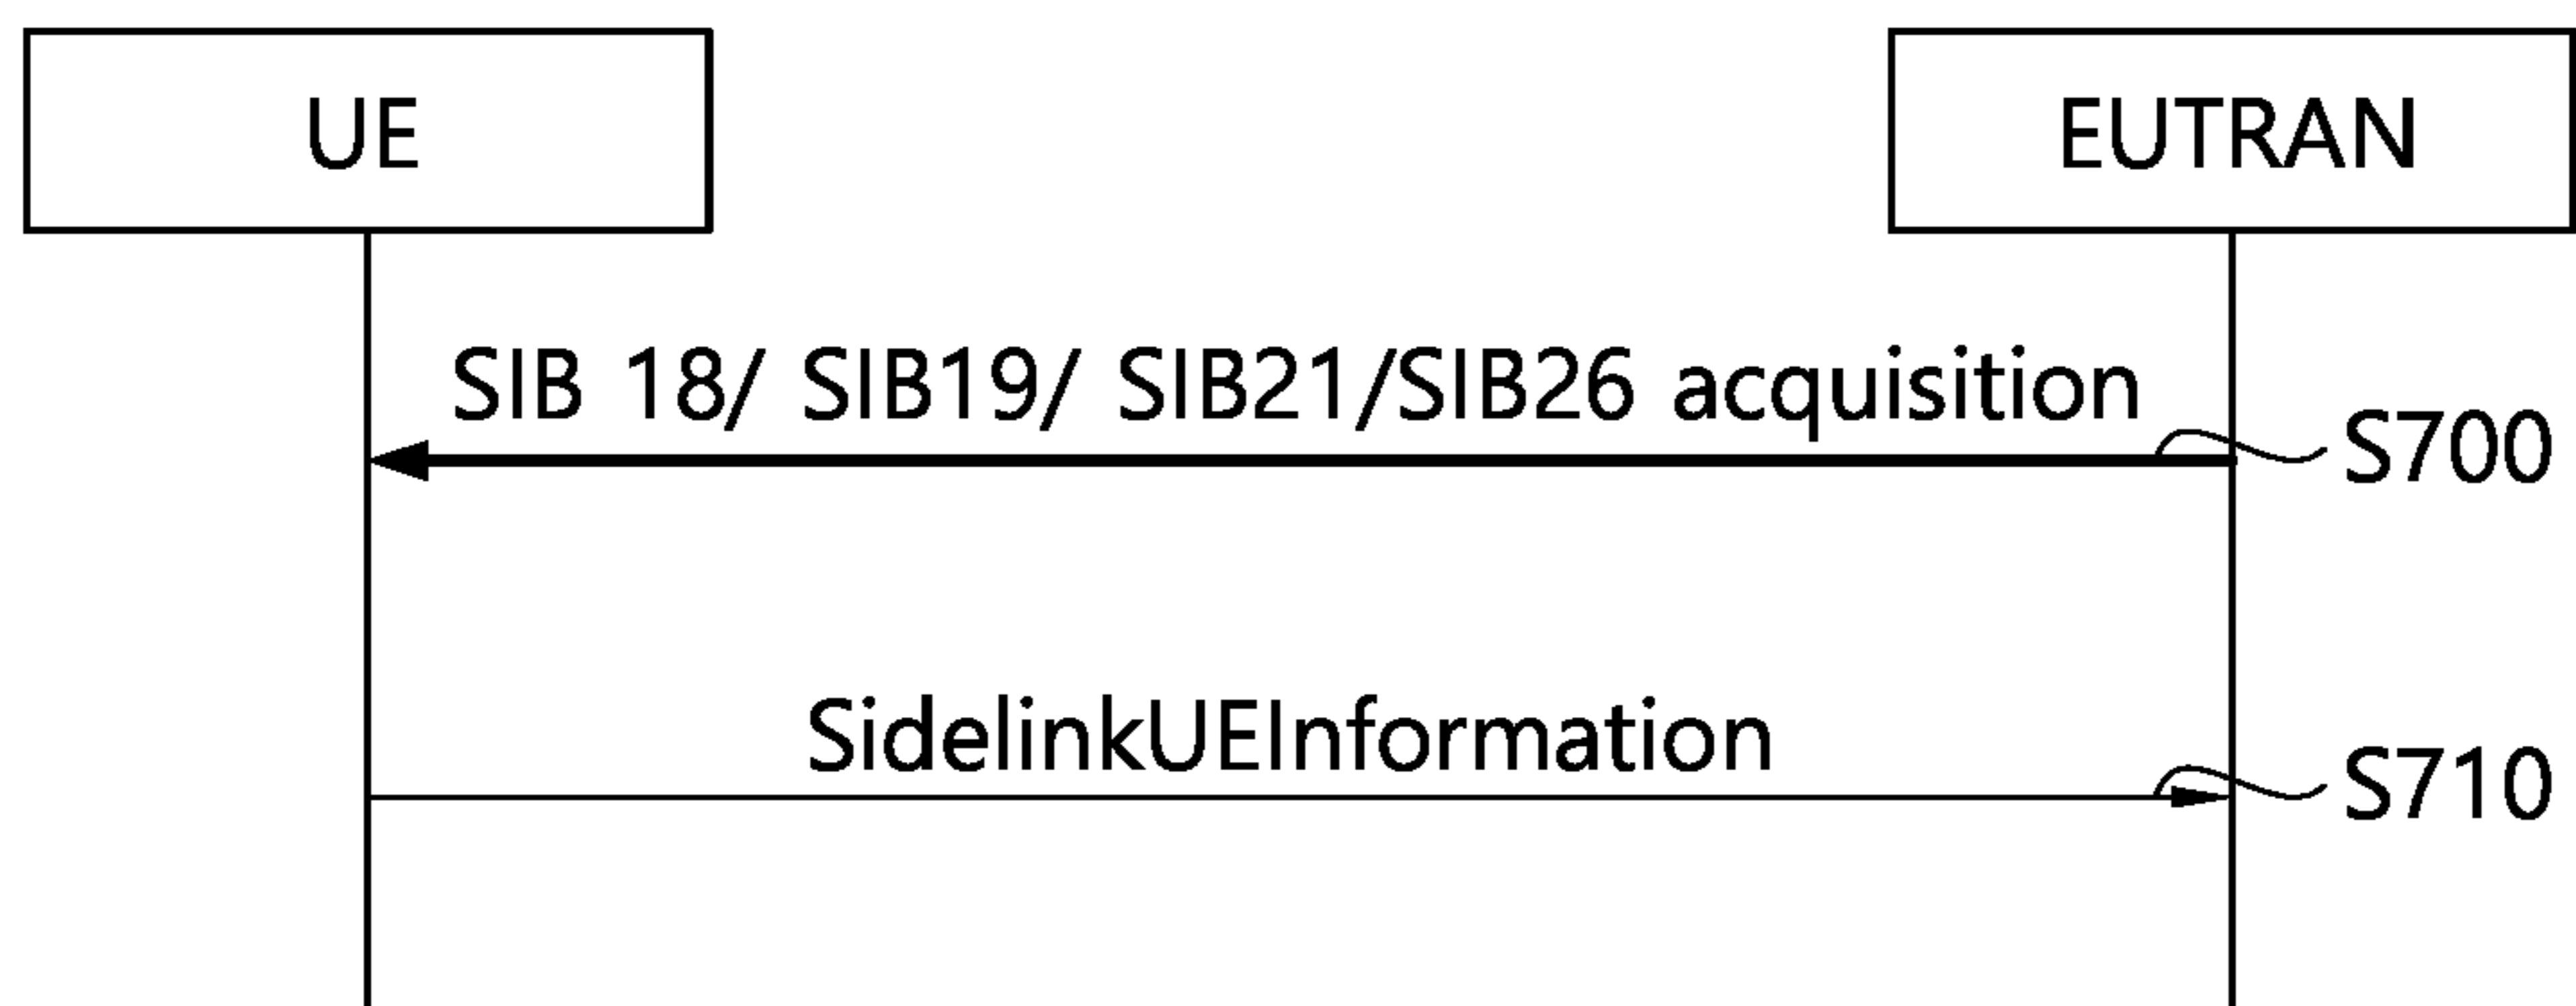 UE
EUTRAN
SIB 18/ SIB19/ SIB21/SIB26 acquisition
S700
SidelinkUEInformation
S710